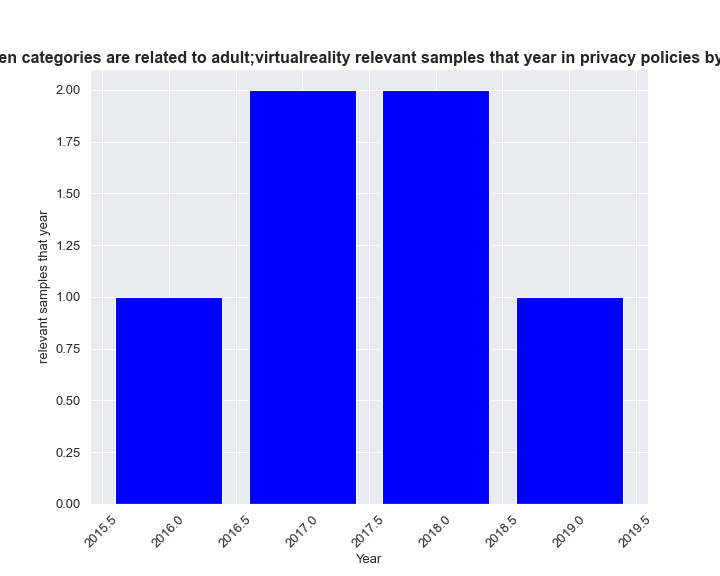 en categories are related to adult;virtualreality relevant samples that year in privacy policies by
2.00
1.75
1.50
1.25
1.00
0.75
0.50
0.25
0.00
relevant samples that year
2015.5 2016.0 2016.5 2017.0 2017.5 2018.0 2018.5 2019.0 2019.5
Year